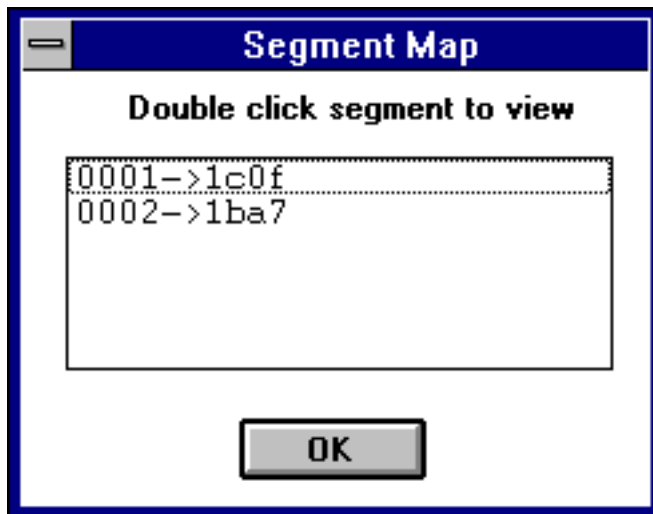 Segment Map
Double click segment to view
0001->1c0f
0002->1ba7
OK